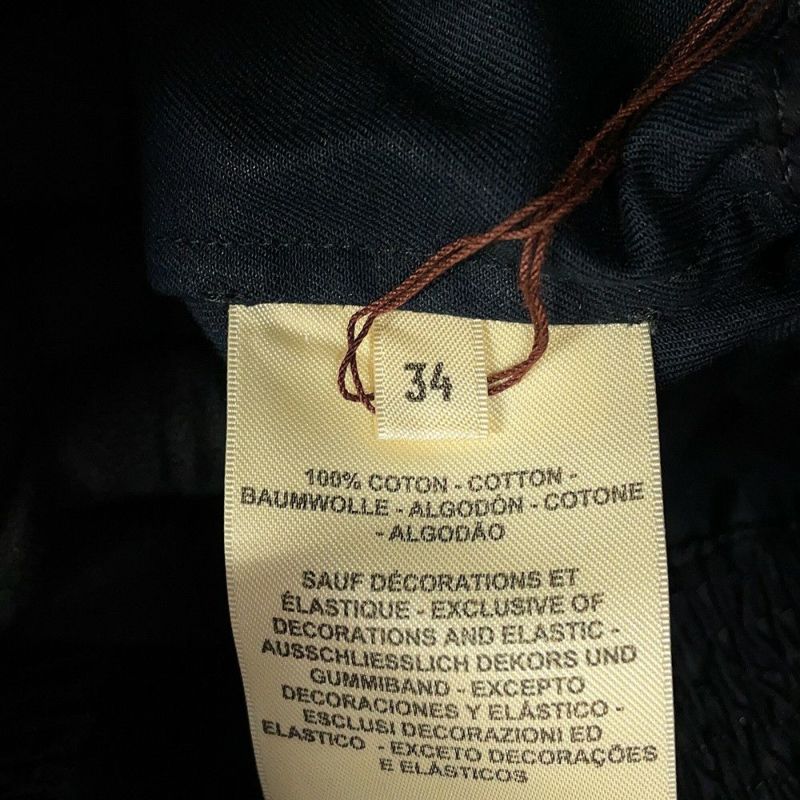 34
100% COTON - COTTON -
BAUMWOLLE - ALGODÓN - COTONE
- ALGODÃO
SAUF DÉCORATIONS ET
ÉLASTIQUE - EXCLUSIVE OF
DECORATIONS AND ELASTIC -
AUSSCHLIESSLICH DEKORS UND
GUMMIBAND - EXCEPTO
DECORACIONES Y ELÁSTICO -
ESCLUSI DECORAZIONI ED
ELASTICO - EXCETO DECORAÇÕES
E ELÁSTICOS